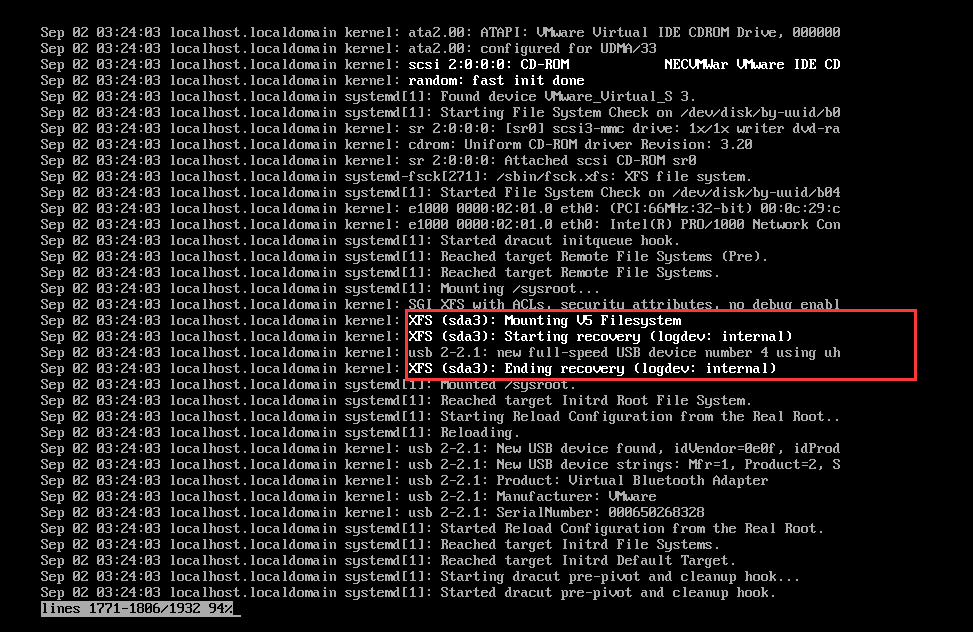 Sep 02 03:24:03 localhost.localdomain kernel: ata2.00: ATAPI: VMware Virtual IDE CDROM Drive, 000000
Sep 02 03:24:03 localhost.localdomain kernel: ata2.00: configured for UDMA/33
Sep 02 03:24:03 localhost.localdomain kernel: scsi 2:0:0:0: CD-ROM            NECVMWar VMware IDE CD
Sep 02 03:24:03 localhost.localdomain kernel: random: fast init done
Sep 02 03:24:03 localhost.localdomain systemd[1]: Found device VMware_Virtual_S 3.
Sep 02 03:24:03 localhost.localdomain systemd[1]: Starting File System Check on /dev/disk/by-uuid/b0
Sep 02 03:24:03 localhost.localdomain kernel: sr 2:0:0:0: [sr0] scsi3-mmc drive: 1x/1x writer dvd-ra
Sep 02 03:24:03 localhost.localdomain kernel: cdrom: Uniform CD-ROM driver Revision: 3.20
Sep 02 03:24:03 localhost.localdomain kernel: sr 2:0:0:0: Attached scsi CD-ROM sr0
Sep 02 03:24:03 localhost.localdomain systemd-fsck[271]: /sbin/fsck.xfs: XFS file system.
Sep 02 03:24:03 localhost.localdomain systemd[1]: Started File System Check on /dev/disk/by-uuid/b04
Sep 02 03:24:03 localhost.localdomain kernel: e1000 0000:02:01.0 eth0: (PCI:66MHz:32-bit) 00:0c:29:c
Sep 02 03:24:03 localhost.localdomain kernel: e1000 0000:02:01.0 eth0: Intel(R) PRO/1000 Network Con
Sep 02 03:24:03 localhost.localdomain systemd[1]: Started dracut initqueue hook.
Sep 02 03:24:03 localhost.localdomain systemd[1]: Reached target Remote File Systems (Pre).
Sep 02 03:24:03 localhost.localdomain systemd[1]: Reached target Remote File Systems.
Sep 02 03:24:03 localhost.localdomain systemd[1]: Mounting /sysroot...
Sep 02 03:24:03 localhost.localdomain kernel: SGI XFS with ACLs, security attributes, no debug enabl
Sep 02 03:24:03 localhost.localdomain kernel: XFS (sda3): Mounting V5 Filesystem
Sep 02 03:24:03 localhost.localdomain kernel: XFS (sda3): Starting recovery (logdev: internal)
Sep 02 03:24:03 localhost.localdomain kernel: usb 2-2.1: new full-speed USB device number 4 using uh
Sep 02 03:24:03 localhost.localdomain kernel: XFS (sda3): Ending recovery (logdev: internal)
Sep 02 03:24:03 localhost.localdomain systemd[1]: Mounted /sysroot.
Sep 02 03:24:03 localhost.localdomain systemd[1]: Reached target Initrd Root File System.
Sep 02 03:24:03 localhost.localdomain systemd[1]: Starting Reload Configuration from the Real Root..
Sep 02 03:24:03 localhost.localdomain systemd[1]: Reloading.
Sep 02 03:24:03 localhost.localdomain kernel: usb 2-2.1: New USB device found, idVendor=0e0f, idProd
Sep 02 03:24:03 localhost.localdomain kernel: usb 2-2.1: New USB device strings: Mfr=1, Product=2, S
Sep 02 03:24:03 localhost.localdomain kernel: usb 2-2.1: Product: Virtual Bluetooth Adapter
Sep 02 03:24:03 localhost.localdomain kernel: usb 2-2.1: Manufacturer: VMware
Sep 02 03:24:03 localhost.localdomain kernel: usb 2-2.1: SerialNumber: 000650268328
Sep 02 03:24:03 localhost.localdomain systemd[1]: Started Reload Configuration from the Real Root.
Sep 02 03:24:03 localhost.localdomain systemd[1]: Reached target Initrd File Systems.
Sep 02 03:24:03 localhost.localdomain systemd[1]: Reached target Initrd Default Target.
Sep 02 03:24:03 localhost.localdomain systemd[1]: Starting dracut pre-pivot and cleanup hook...
Sep 02 03:24:03 localhost.localdomain systemd[1]: Started dracut pre-pivot and cleanup hook.
lines 1771-1806/1932 94%